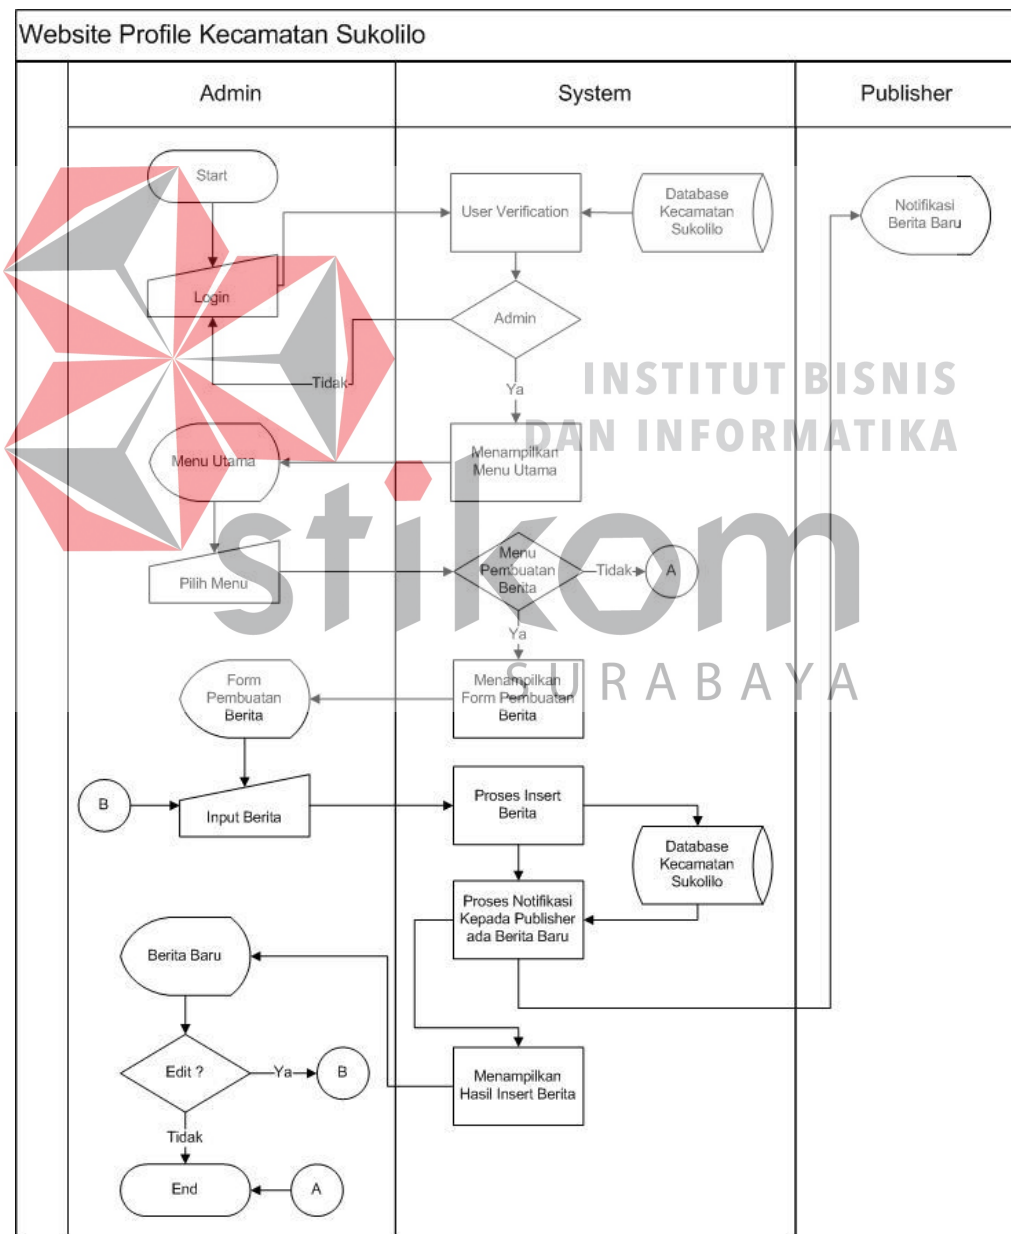 Website Profile Kecamatan Sukolilo
Admin
System
Publisher
Start
User Verification
Database
Kecamatan
Sukolilo
Notifikasi
Berita Baru
Login
Admin
Tidak
Ya
INSTITUT BISNIS
DAN INFORMATIKA
Menu Utama
Menampilkan
Menu Utama
stikom
SURABAYA
Pilih Menu
Menu
Pembuatan
Berita
Tidak
A
Ya
Form
Pembuatan
Berita
Menampilkan
Form Pembuatan
Berita
B
Input Berita
Proses Insert
Berita
Database
Kecamatan
Sukolilo
Proses Notifikasi
Kepada Publisher
ada Berita Baru
Berita Baru
Edit ?
Ya
B
Menampilkan
Hasil Insert Berita
Tidak
End
A